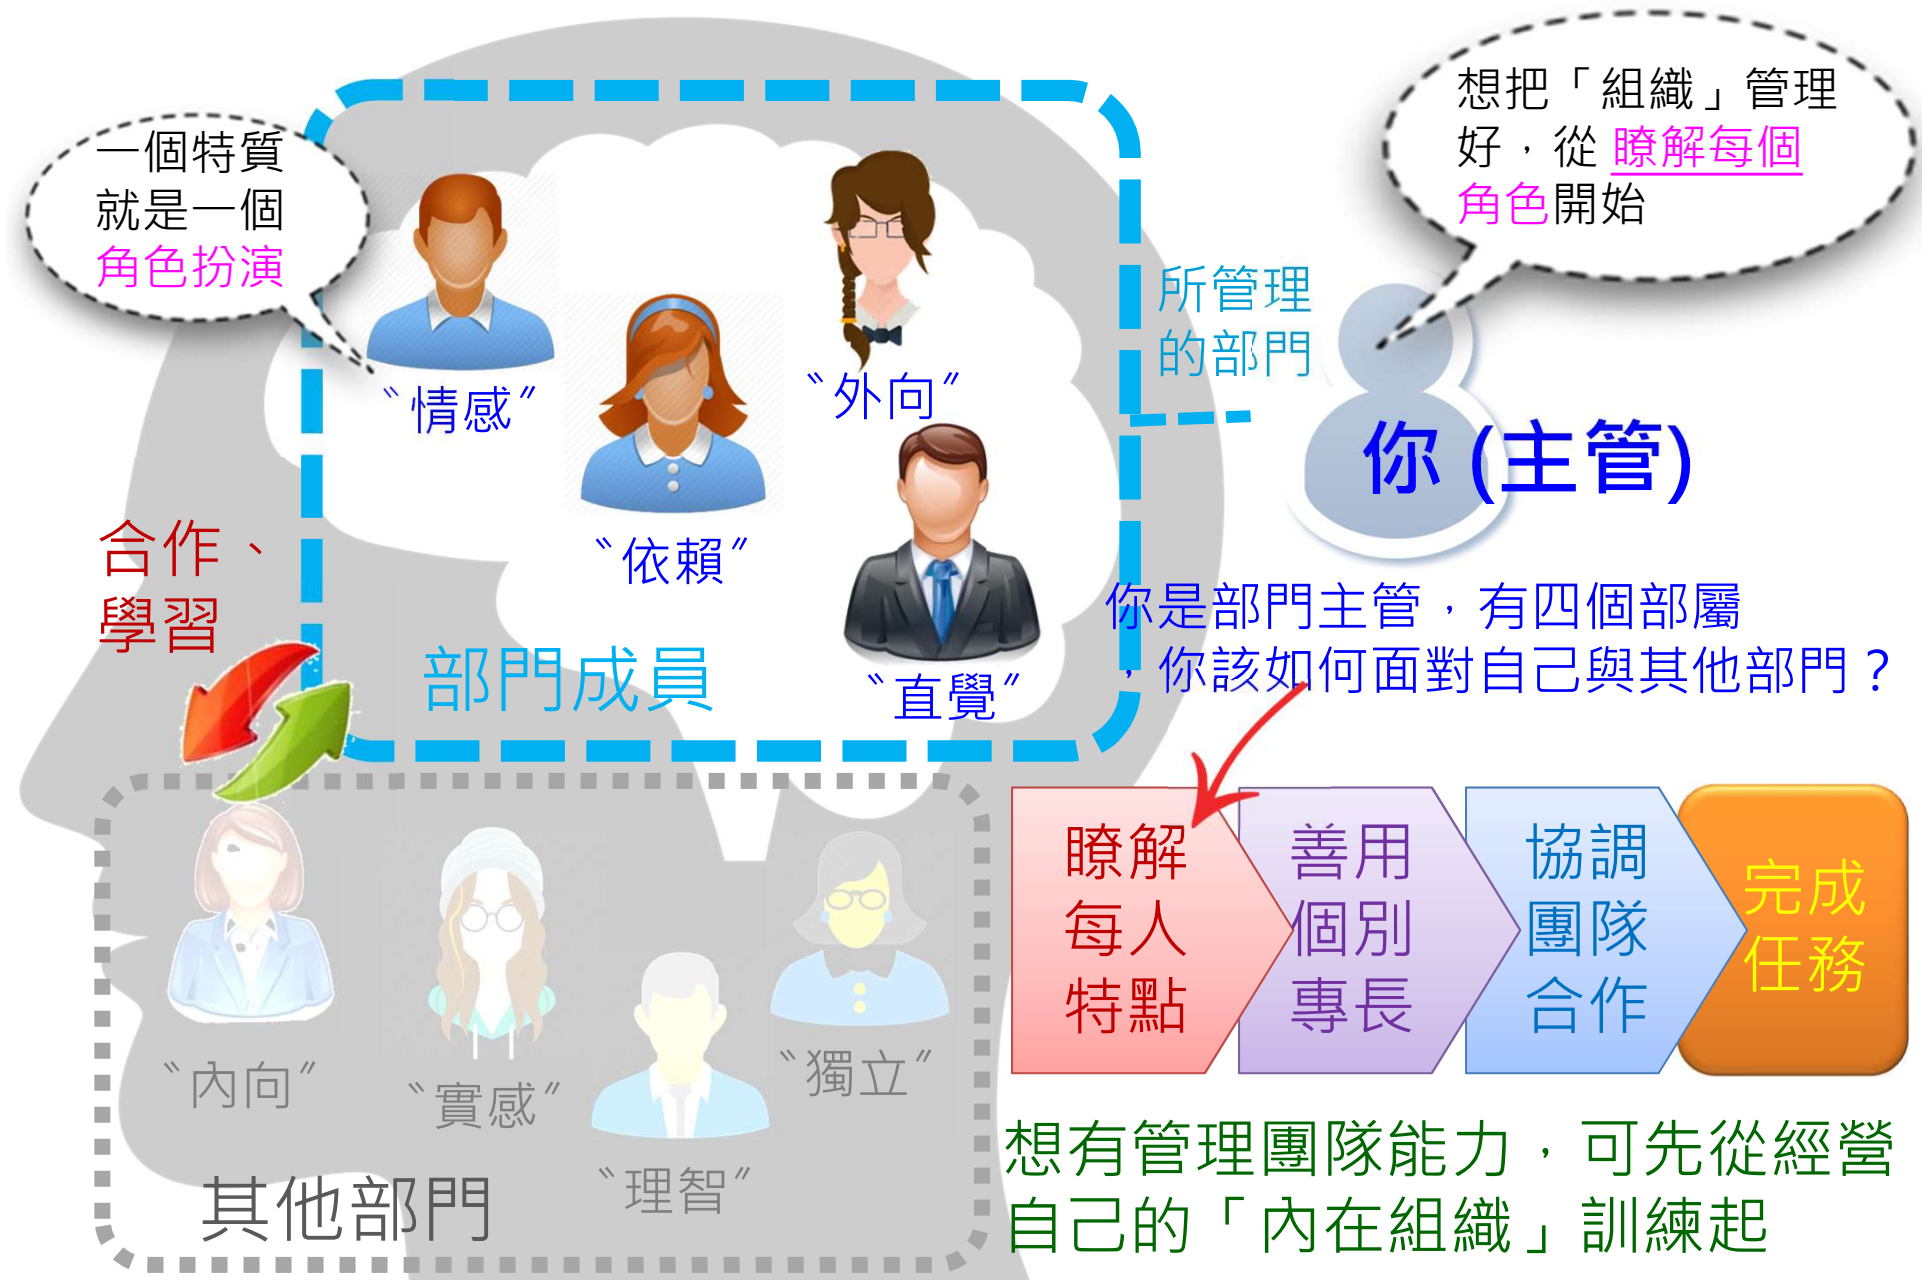 一個特質
就是一個
角色扮演
想把「組織」管理
好，從 瞭解每個
角色開始
〝情感〞
〝外向〞
〝依賴〞
〝直覺〞
部門成員
所管理
的部門
你 (主管)
合作、
學習
你是部門主管，有四個部屬
，你該如何面對自己與其他部門？
瞭解
每人
特點
善用
個別
專長
協調
團隊
合作
完成
任務
〝內向〞
〝實感〞
〝理智〞
〝獨立〞
其他部門
想有管理團隊能力，可先從經營
自己的「內在組織」訓練起